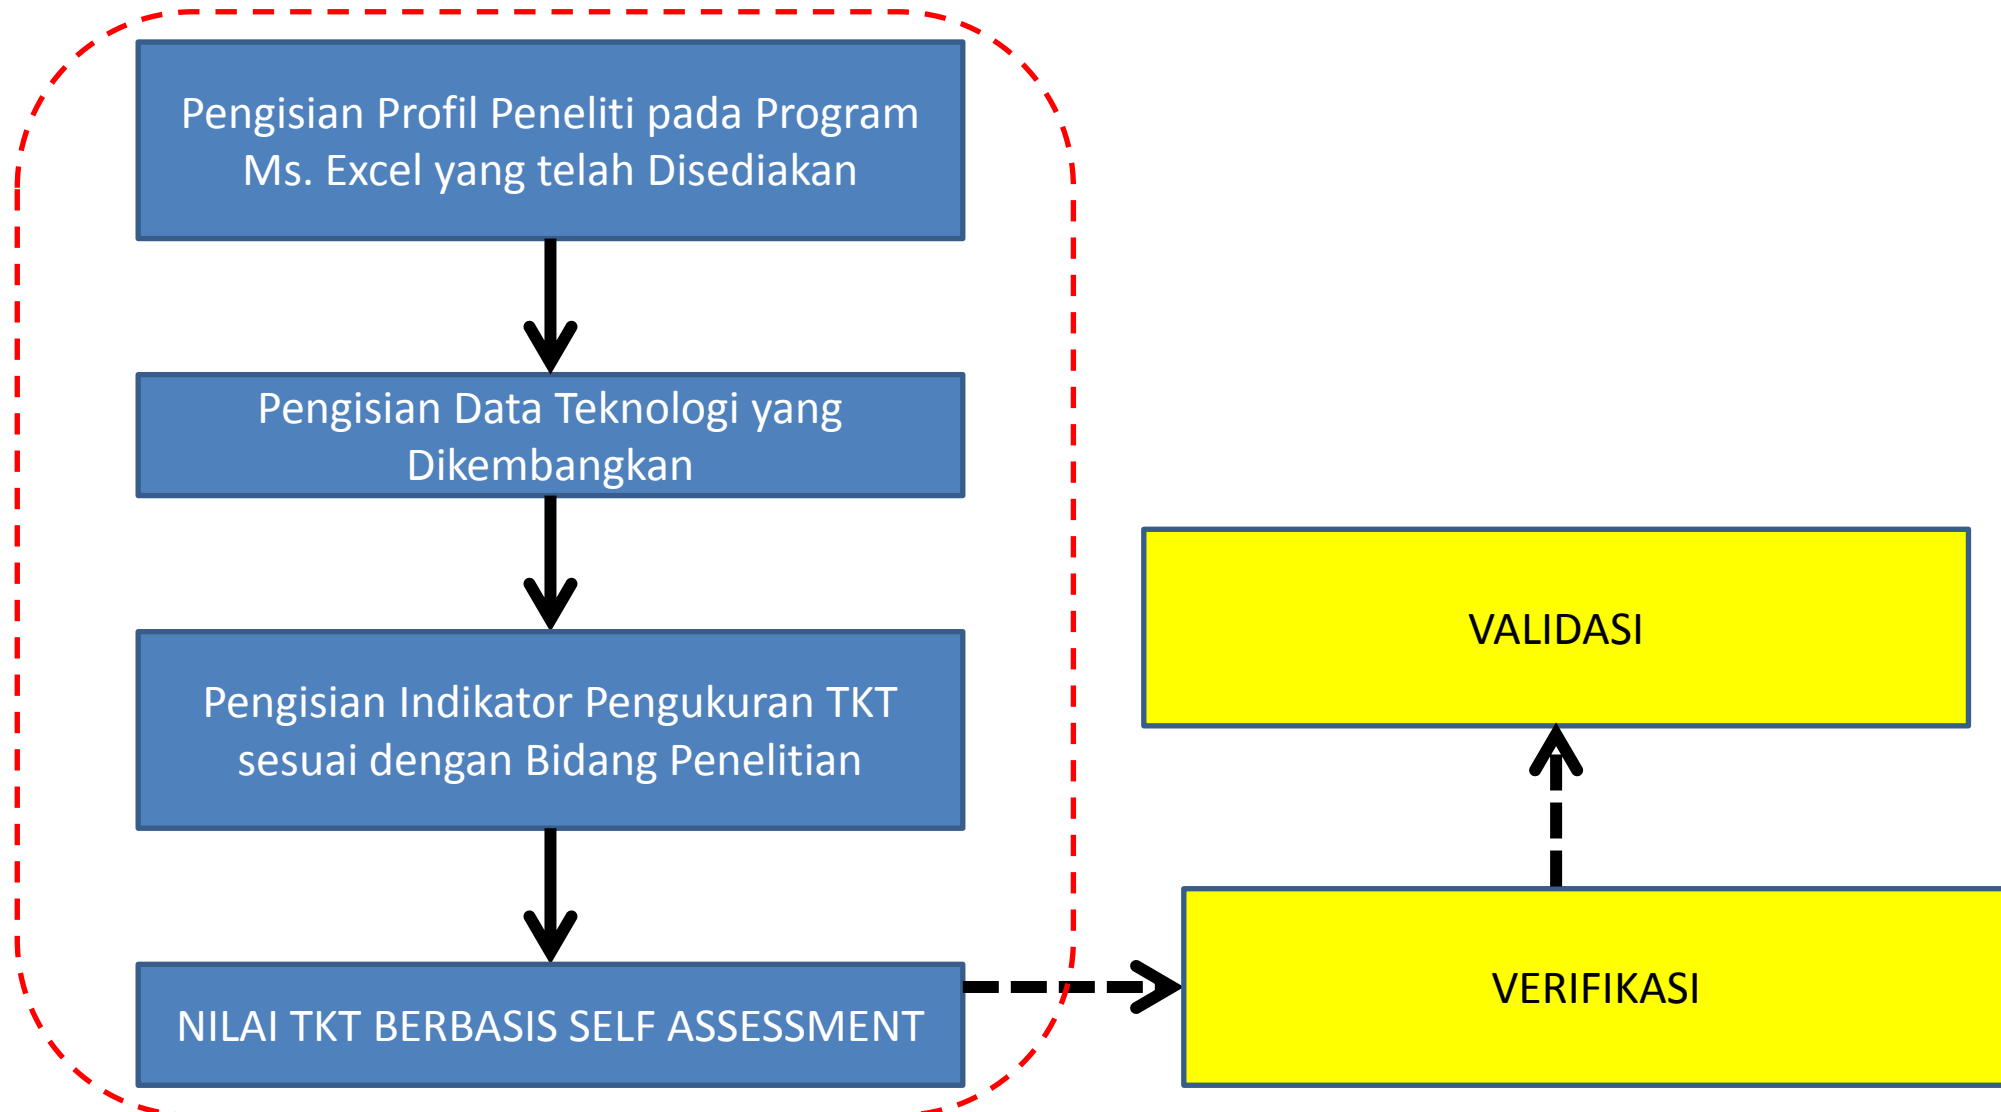 Pengisian Profil Peneliti pada Program
Ms. Excel yang telah Disediakan
Pengisian Data Teknologi yang
Dikembangkan
Pengisian Indikator Pengukuran TKT
sesuai dengan Bidang Penelitian
NILAI TKT BERBASIS SELF ASSESSMENT
VERIFIKASI
VALIDASI